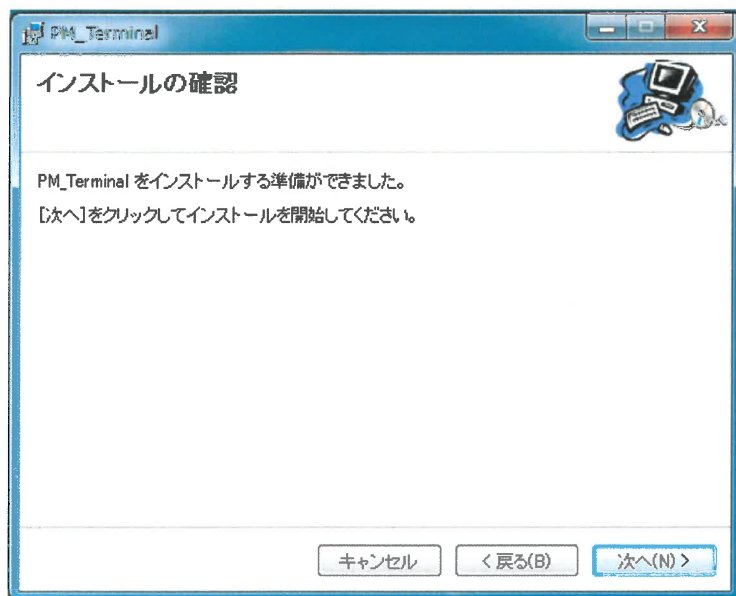 PM_Terminal
インストールの確認
PM_Terminal をインストールする準備ができました。
[次へ]をクリックしてインストールを開始してください。
キャンセル
< 戻る(B)
次へ(N) >